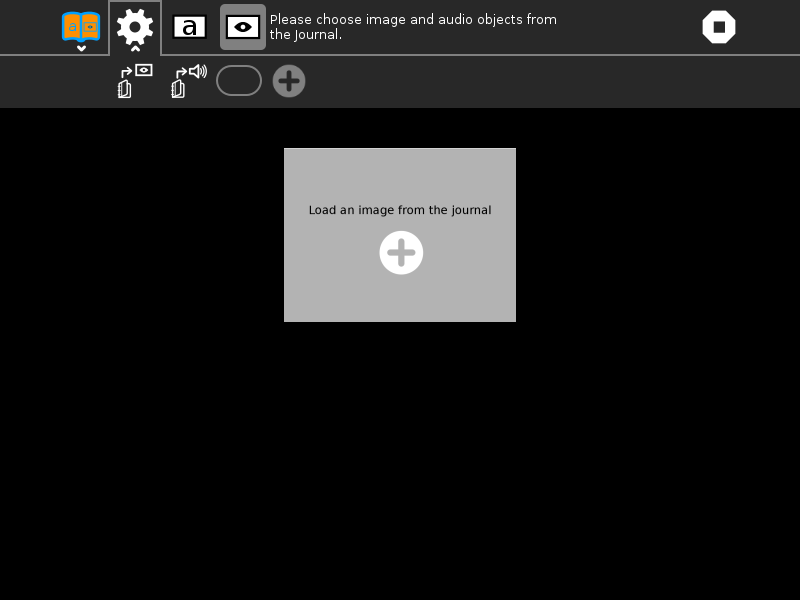 a
Please choose image and audio objects from
the Journal.
Load an image from the journal